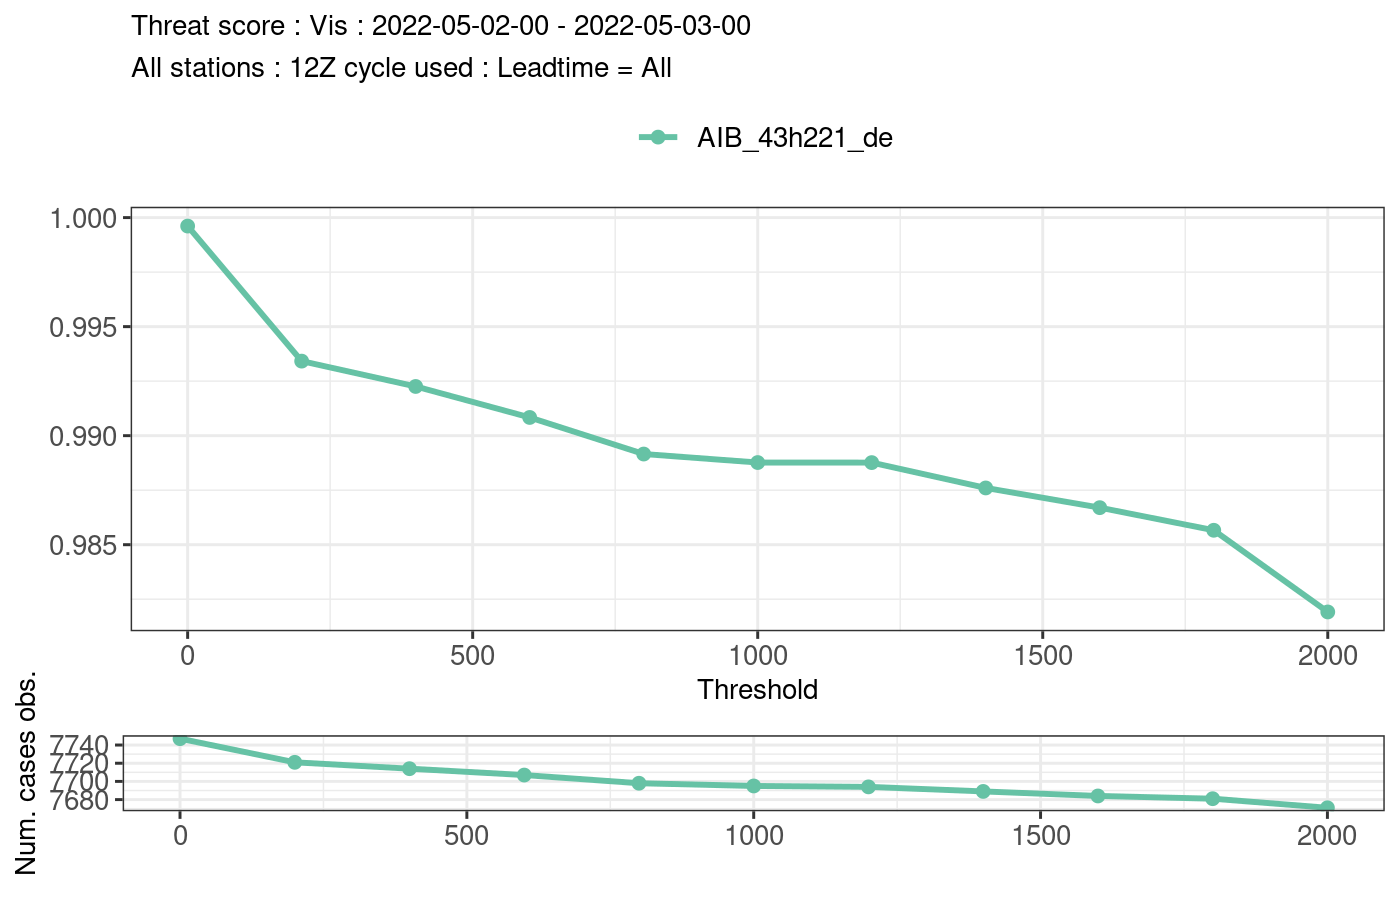 Threat score : Vis : 2022-05-02-00 - 2022-05-03-00
All stations : 12Z cycle used : Leadtime = All
AIB_43h221_de
1.000
0.995
0.990
0.985
0 500 1000 1500 2000
Threshold
Num. cases obs.
7740
7720
7700
7680
0 500 1000 1500 2000